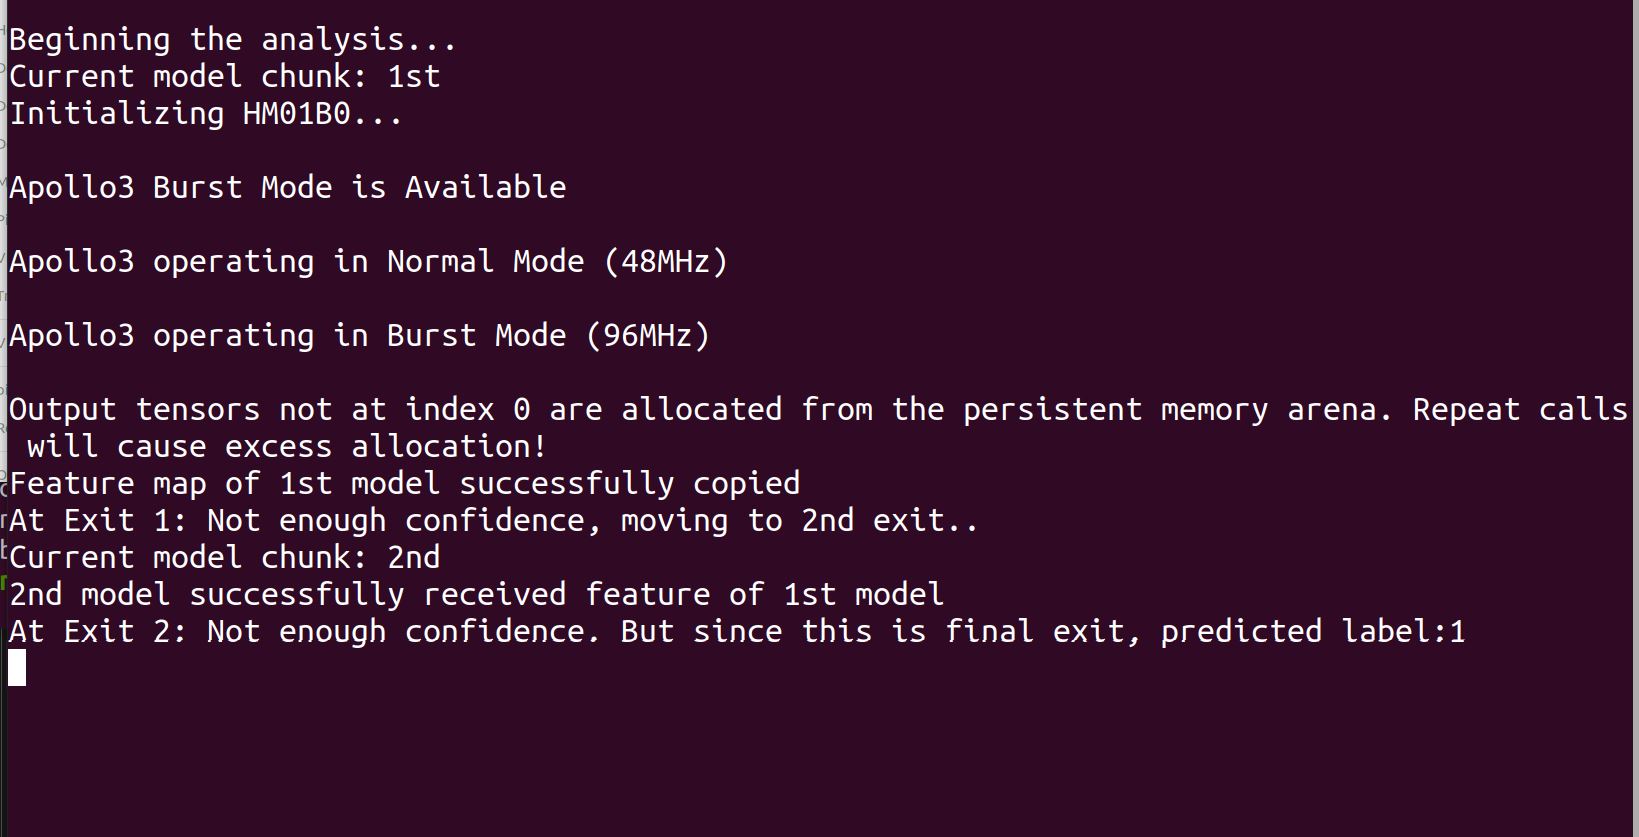 Beginning the analysis...
Current model chunk: 1st
Initializing HM01B0...
Apollo3 Burst Mode is Available
Apollo3 operating in Normal Mode (48MHz)
Apollo3 operating in Burst Mode (96MHz)
Output tensors not at index 0 are allocated from the persistent memory arena. Repeat calls
will cause excess allocation!
Feature map of 1st model successfully copied
At Exit 1: Not enough confidence, moving to 2nd exit..
Current model chunk: 2nd
2nd model successfully received feature of 1st model
At Exit 2: Not enough confidence. But since this is final exit, predicted label:1